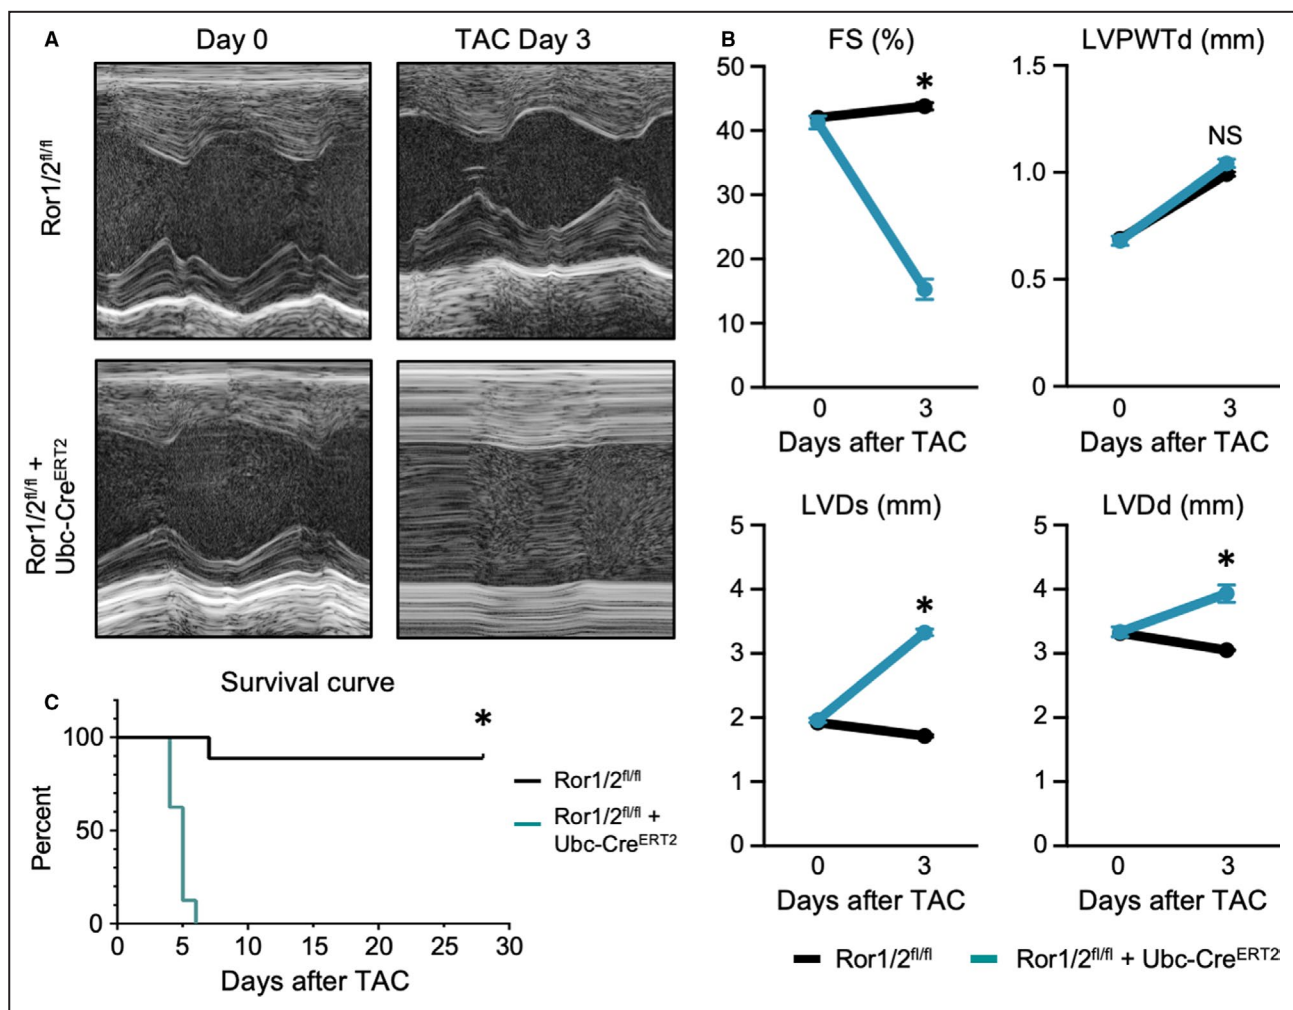 A
Day 0
TAC Day 3
Ror1/2fl/fl
Ror1/2fl/fl +
Ubc-CreERT2
B
FS (%)
50
40
30
20
10
0
*
0
3
Days after TAC
LVPWTd (mm)
1.5
1.0
0.5
0
NS
0
3
Days after TAC
LVDs (mm)
5
4
3
2
1
0
*
0
3
Days after TAC
LVDd (mm)
5
4
3
2
1
0
*
0
3
Days after TAC
Ror1/2fl/fl
Ror1/2fl/fl + Ubc-CreERT2
C
Survival curve
Percent
100
50
0
*
0
5
10
15
20
25
30
Days after TAC
Ror1/2fl/fl
Ror1/2fl/fl +
Ubc-CreERT2